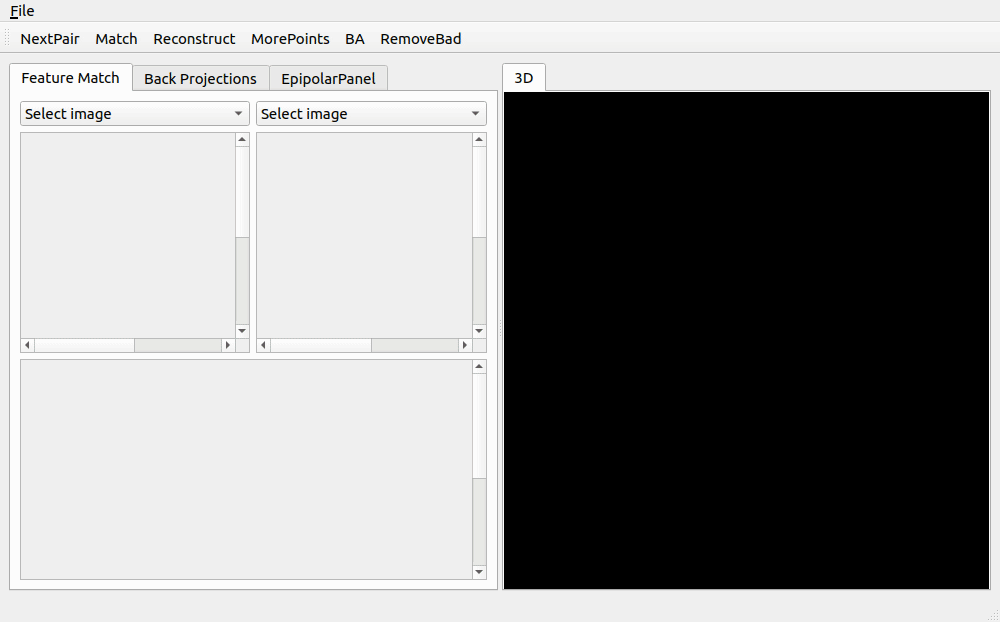 File
NextPair Match Reconstruct MorePoints BA RemoveBad
Feature Match Back Projections EpipolarPanel 3D
Select image Select image